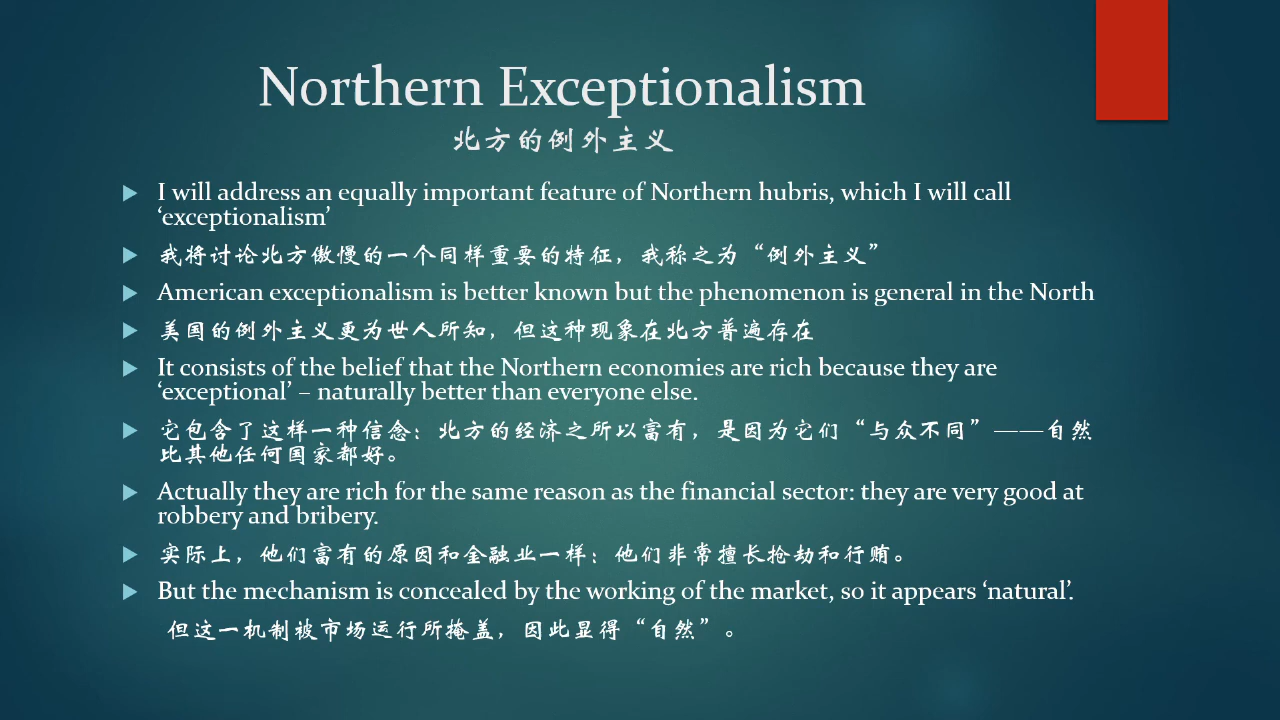 Northern Exceptionalism
北方的例外主义
I will address an equally important feature of Northern hubris, which I will call
‘exceptionalism’
我将讨论北方傲慢的一个同样重要的特征，我称之为“例外主义”
American exceptionalism is better known but the phenomenon is general in the North
美国的例外主义更为世人所知，但这种现象在北方普遍存在
It consists of the belief that the Northern economies are rich because they are
‘exceptional’ – naturally better than everyone else.
它包含了这样一种信念：北方的经济之所以富有，是因为它们“与众不同”——自然
比其他任何国家都好。
Actually they are rich for the same reason as the financial sector: they are very good at
robbery and bribery.
实际上，他们富有的原因和金融业一样：他们非常擅长抢劫和行贿。
But the mechanism is concealed by the working of the market, so it appears ‘natural’.
但这一机制被市场运行所掩盖，因此显得“自然”。